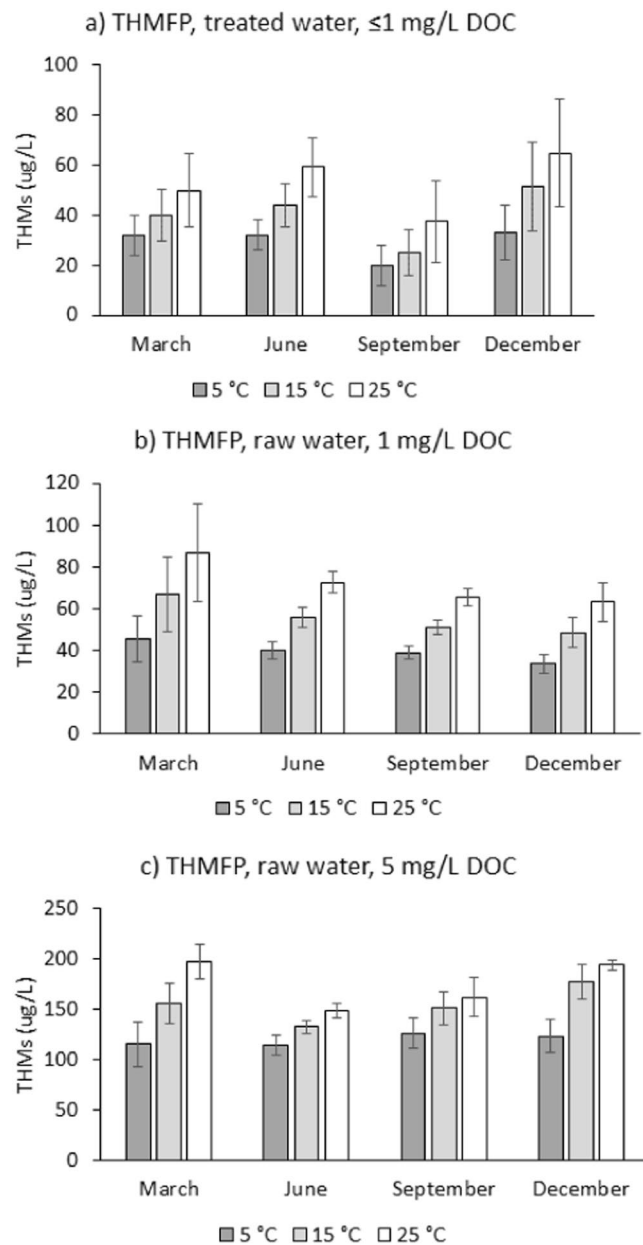 a) THMFP, treated water, ≤1 mg/L DOC
THMs (ug/L)
100
80
60
40
20
0
March June September December
5 °C 15 °C 25 °C
b) THMFP, raw water, 1 mg/L DOC
THMs (ug/L)
120
100
80
60
40
20
0
March June September December
5 °C 15 °C 25 °C
c) THMFP, raw water, 5 mg/L DOC
THMs (ug/L)
250
200
150
100
50
0
March June September December
5 °C 15 °C 25 °C